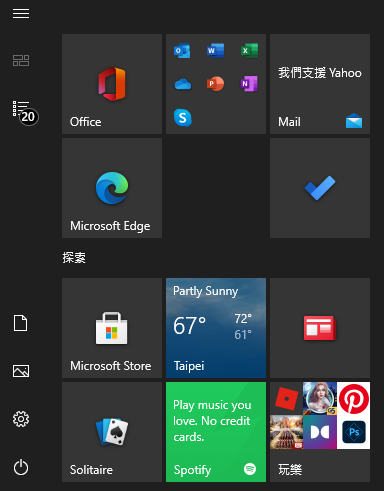 我們支援 Yahoo
Office
Mail
20
Microsoft Edge
探索
Partly Sunny
67°
72°
61°
Microsoft Store
Taipei
Play music you
love. No credit
cards.
Solitaire
Spotify
玩樂